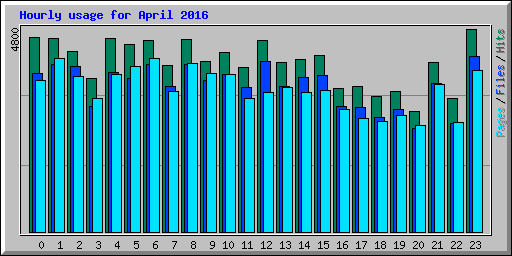 Hourly usage for April 2016
4800
Pages/Files/Hits
0 1 2 3 4 5 6 7 8 9 10 11 12 13 14 15 16 17 18 19 20 21 22 23